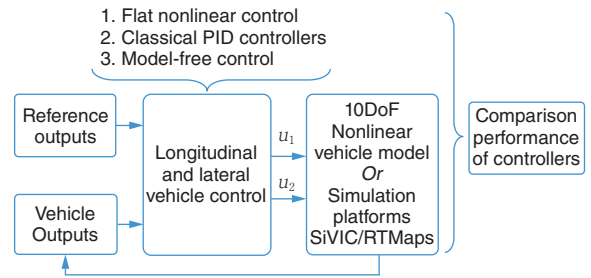 1. Flat nonlinear control
2. Classical PID controllers
3. Model-free control
Reference
outputs
Vehicle
Outputs
Longitudinal
and lateral
vehicle control
u₁
u₂
10DoF
Nonlinear
vehicle model
Or
Simulation
platforms
SiVIC/RTMaps
Comparison
performance
of controllers